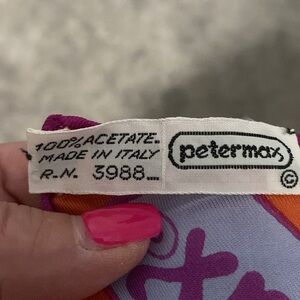 100% ACETATE.
MADE IN ITALY
R.N. 3988
petermax
©